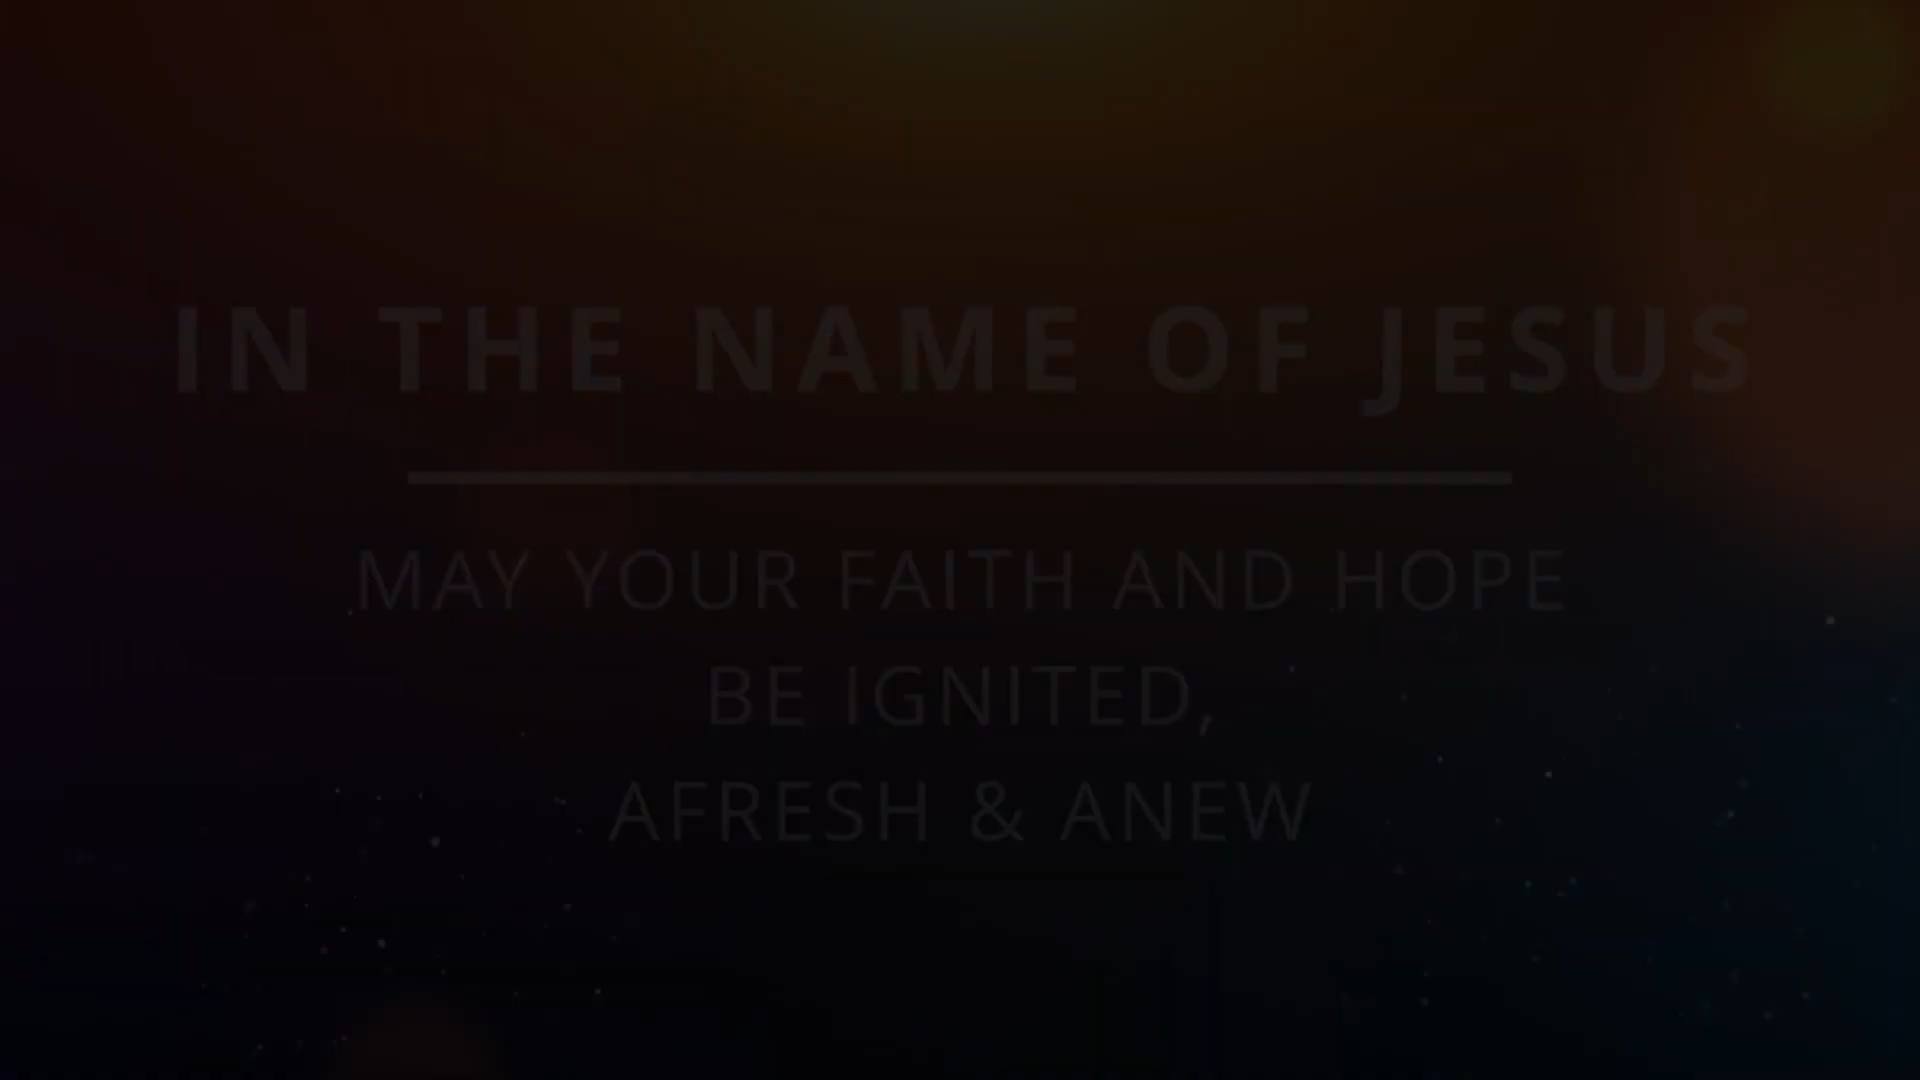 IN THE NAME OF JESUS
MAY YOUR FAITH AND HOPE
BE IGNITED,
AFRESH & ANEW